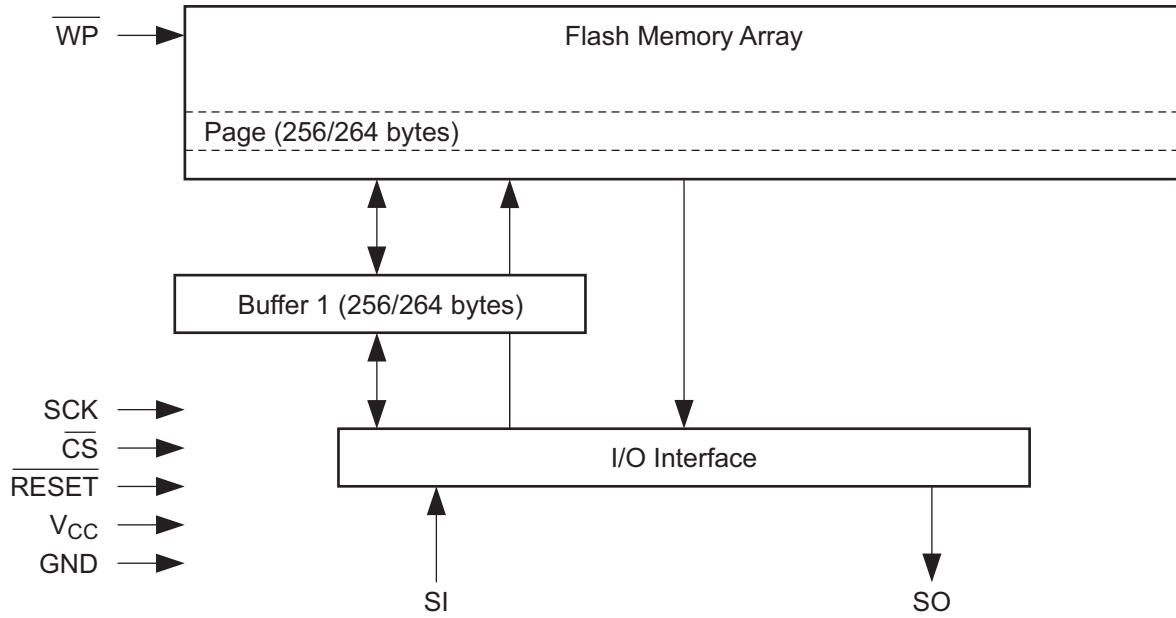 WP
Flash Memory Array
Page (256/264 bytes)
Buffer 1 (256/264 bytes)
SCK
CS
RESET
VCC
GND
I/O Interface
SI
SO